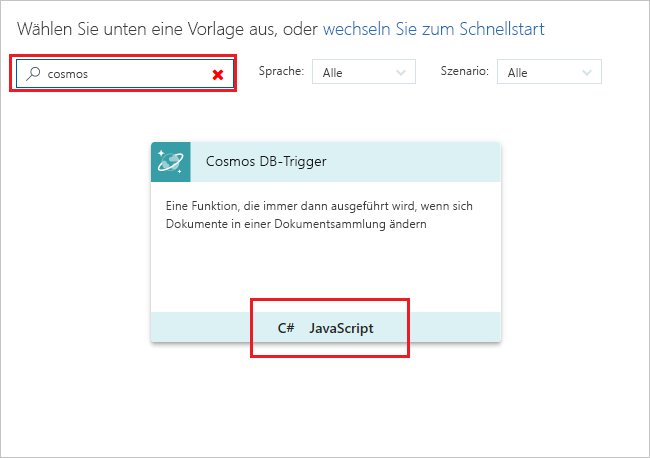 Wählen Sie unten eine Vorlage aus, oder wechseln Sie zum Schnellstart
cosmos
Sprache: Alle
Szenario: Alle
Cosmos DB-Trigger
Eine Funktion, die immer dann ausgeführt wird, wenn sich
Dokumente in einer Dokumentsammlung ändern
C# JavaScript